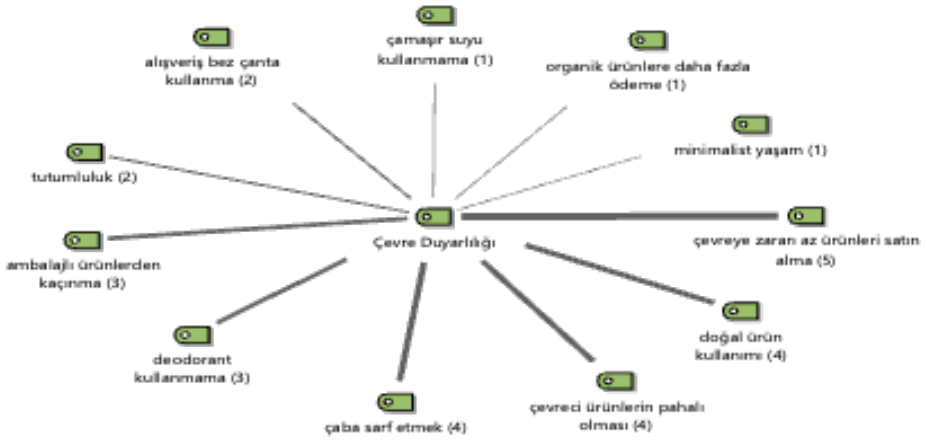 çamaşır suyu
kullanmama (1)
alışveriş bez çanta
kullanma (2)
organik ürünlere daha fazla
ödeme (1)
minimalist yaşam (1)
tutumluluk (2)
Çevre Duyarlılığı
çevreye zararı az ürünleri satın
alma (5)
ambalajlı ürünlerden
kaçınma (3)
doğal ürün
kullanımı (4)
deodorant
kullanmama (3)
çevreci ürünlerin pahalı
olması (4)
çaba sarf etmek (4)